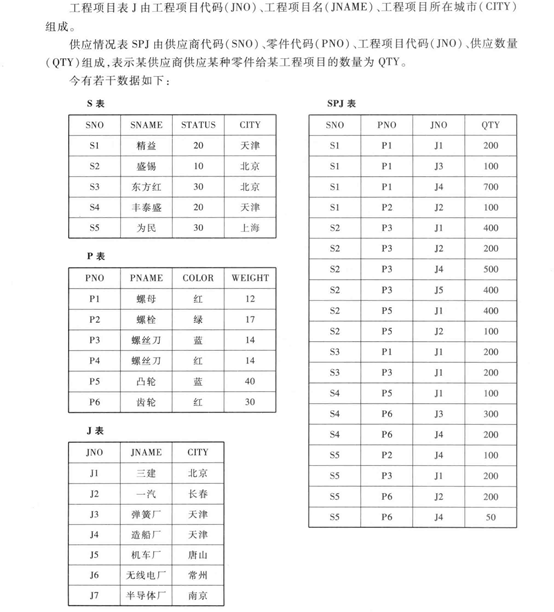 工程项目表 J 由工程项目代码(JNO)、工程项目名(JNAME)、工程项目所在城市(CITY)
组成。
供应情况表 SPJ 由供应商代码(SNO)、零件代码(PNO)、工程项目代码(JNO)、供应数量
(QTY)组成,表示某供应商供应某种零件给某工程项目的数量为 QTY。
今有若干数据如下:
S 表
SNO SNAME STATUS CITY
S1 精益 20 天津
S2 盛锡 10 北京
S3 东方红 30 北京
S4 丰泰盛 20 天津
S5 为民 30 上海
P 表
PNO PNAME COLOR WEIGHT
P1 螺母 红 12
P2 螺栓 绿 17
P3 螺丝刀 蓝 14
P4 螺丝刀 红 14
P5 凸轮 蓝 40
P6 齿轮 红 30
J 表
JNO JNAME CITY
J1 三建 北京
J2 一汽 长春
J3 弹簧厂 天津
J4 造船厂 天津
J5 机车厂 唐山
J6 无线电厂 常州
J7 半导体厂 南京
SPJ 表
SNO PNO JNO QTY
S1 P1 J1 200
S1 P1 J3 100
S1 P1 J4 700
S1 P2 J2 100
S2 P3 J1 400
S2 P3 J2 200
S2 P3 J4 500
S2 P3 J5 400
S2 P5 J1 400
S2 P5 J2 100
S3 P1 J1 200
S3 P3 J1 200
S4 P5 J1 100
S4 P6 J3 300
S4 P6 J4 200
S5 P2 J4 100
S5 P3 J1 200
S5 P6 J2 200
S5 P6 J4 50